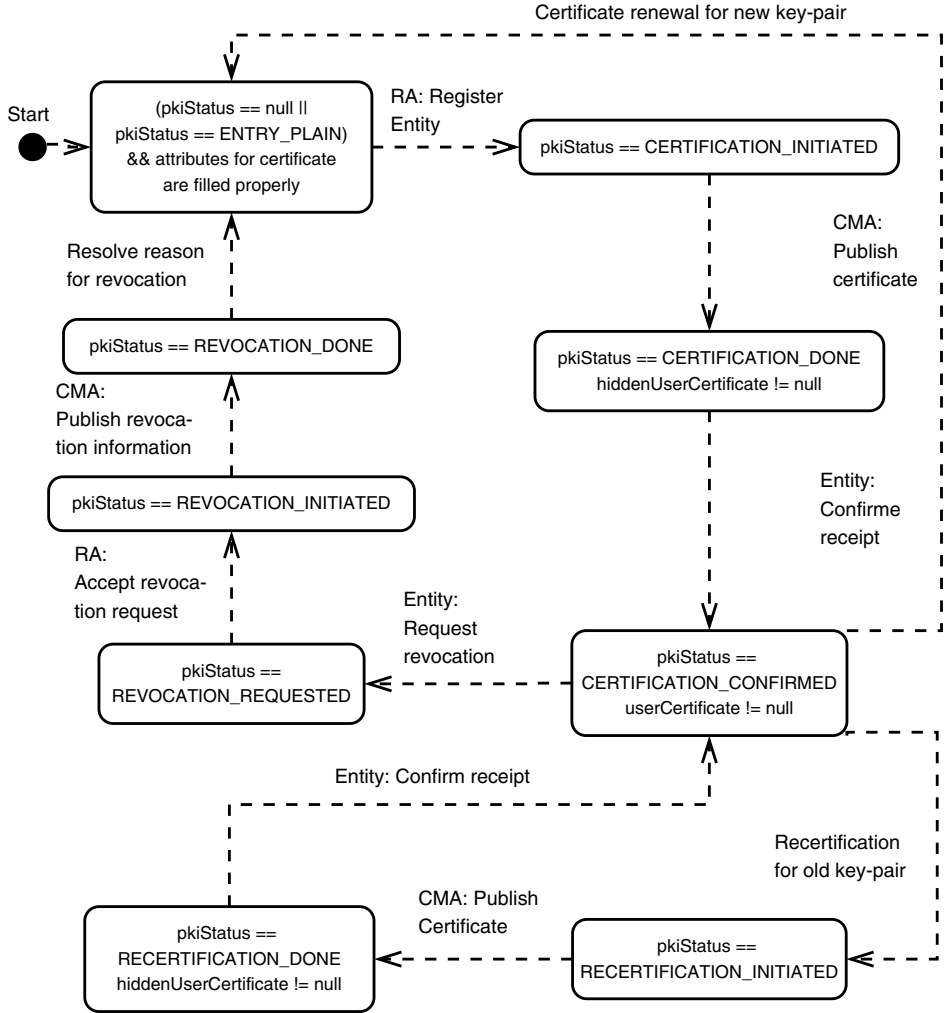 Certificate renewal for new key-pair
Start
(pkiStatus == null ||
pkiStatus == ENTRY_PLAIN)
&& attributes for certificate
are filled properly
RA: Register
Entity
pkiStatus == CERTIFICATION_INITIATED
CMA:
Publish
certificate
Resolve reason
for revocation
pkiStatus == REVOCATION_DONE
pkiStatus == CERTIFICATION_DONE
hiddenUserCertificate != null
CMA:
Publish revoca-
tion information
pkiStatus == REVOCATION_INITIATED
Entity:
Confirme
receipt
RA:
Accept revoca-
tion request
Entity:
Request
revocation
pkiStatus ==
REVOCATION_REQUESTED
pkiStatus ==
CERTIFICATION_CONFIRMED
userCertificate != null
Entity: Confirm receipt
Recertification
for old key-pair
CMA: Publish
Certificate
pkiStatus ==
RECERTIFICATION_DONE
hiddenUserCertificate != null
pkiStatus ==
RECERTIFICATION_INITIATED